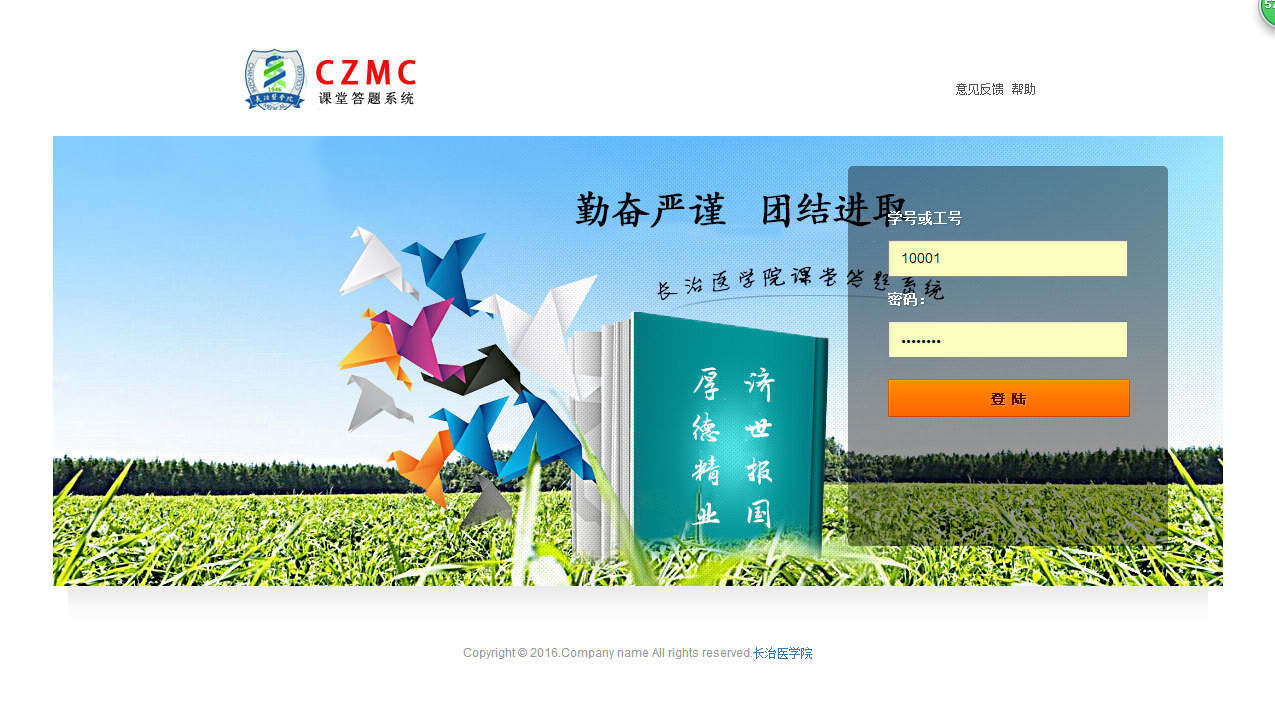 CZMC
课堂答题系统
1946
长治医学院
意见反馈 帮助
勤奋严谨 团结进取
长治医学院课堂答题系统
学号或工号
10001
密码：
••••••••
登 陆
济世报国
厚德精业
Copyright © 2016.Company name All rights reserved.长治医学院